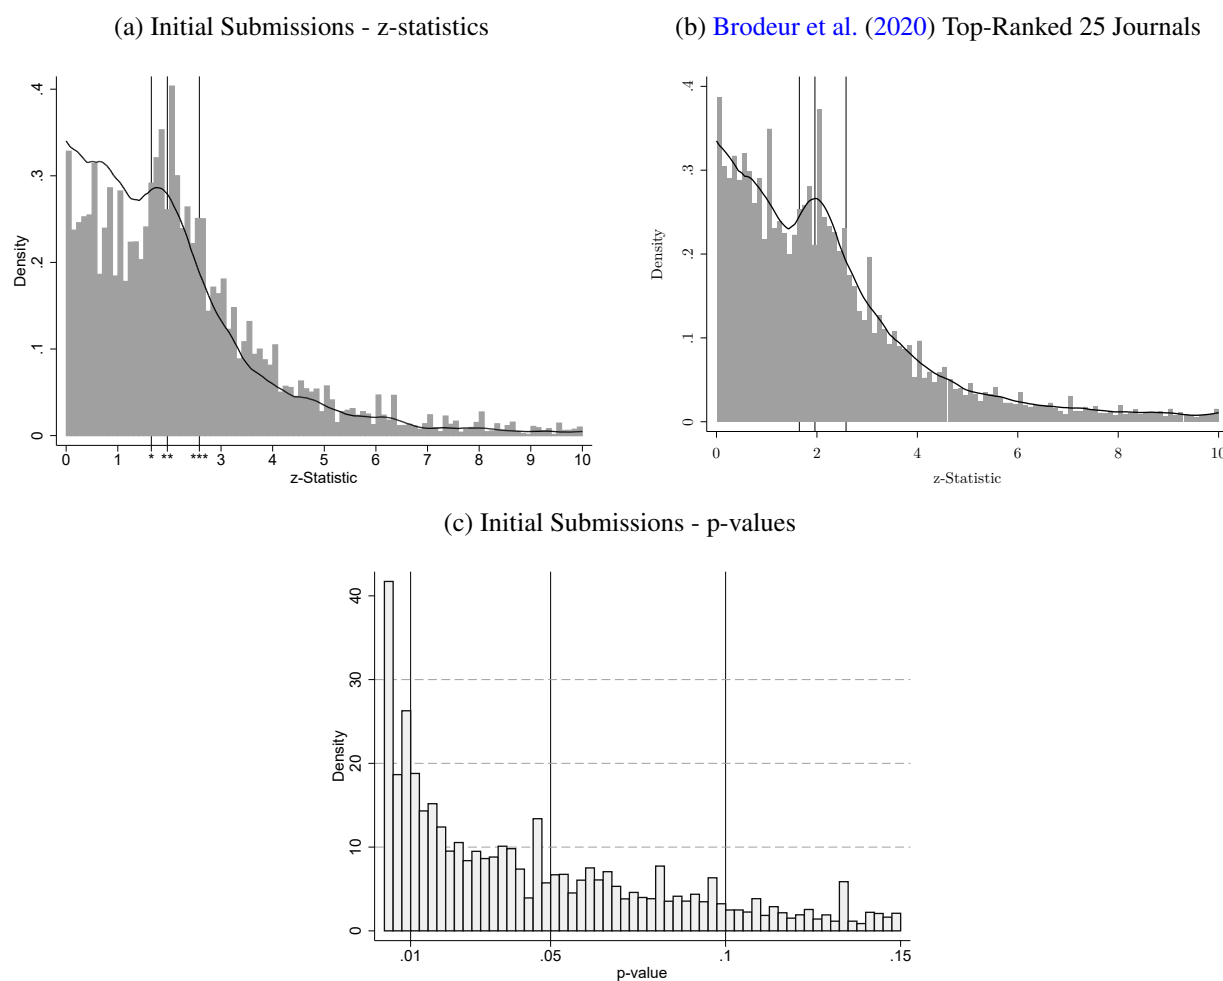 (a) Initial Submissions - z-statistics
.4
.3
.2
.1
0
Density
0 1 2 3 4 5 6 7 8 9 10
* ** ***
z-Statistic
(b) Brodeur et al. (2020) Top-Ranked 25 Journals
.4
.3
.2
.1
0
Density
0 2 4 6 8 10
z-Statistic
(c) Initial Submissions - p-values
40
30
20
10
0
Density
.01 .05 .1 .15
p-value